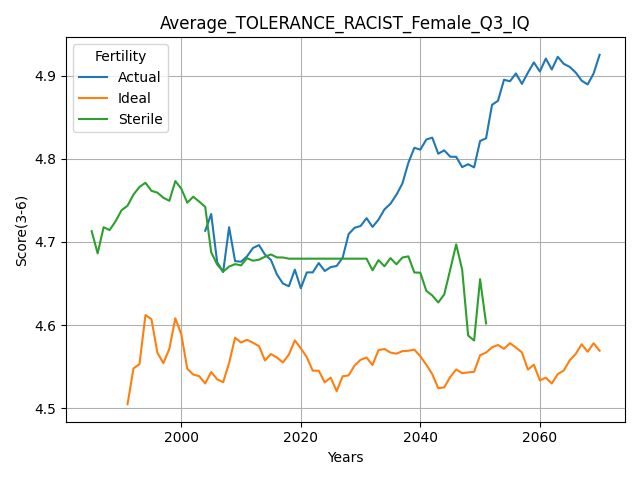 Average_TOLERANCE_RACIST_Female_Q3_IQ
Fertility
Actual
Ideal
Sterile
Score(3-6)
4.9
4.8
4.7
4.6
4.5
2000
2020
2040
2060
Years